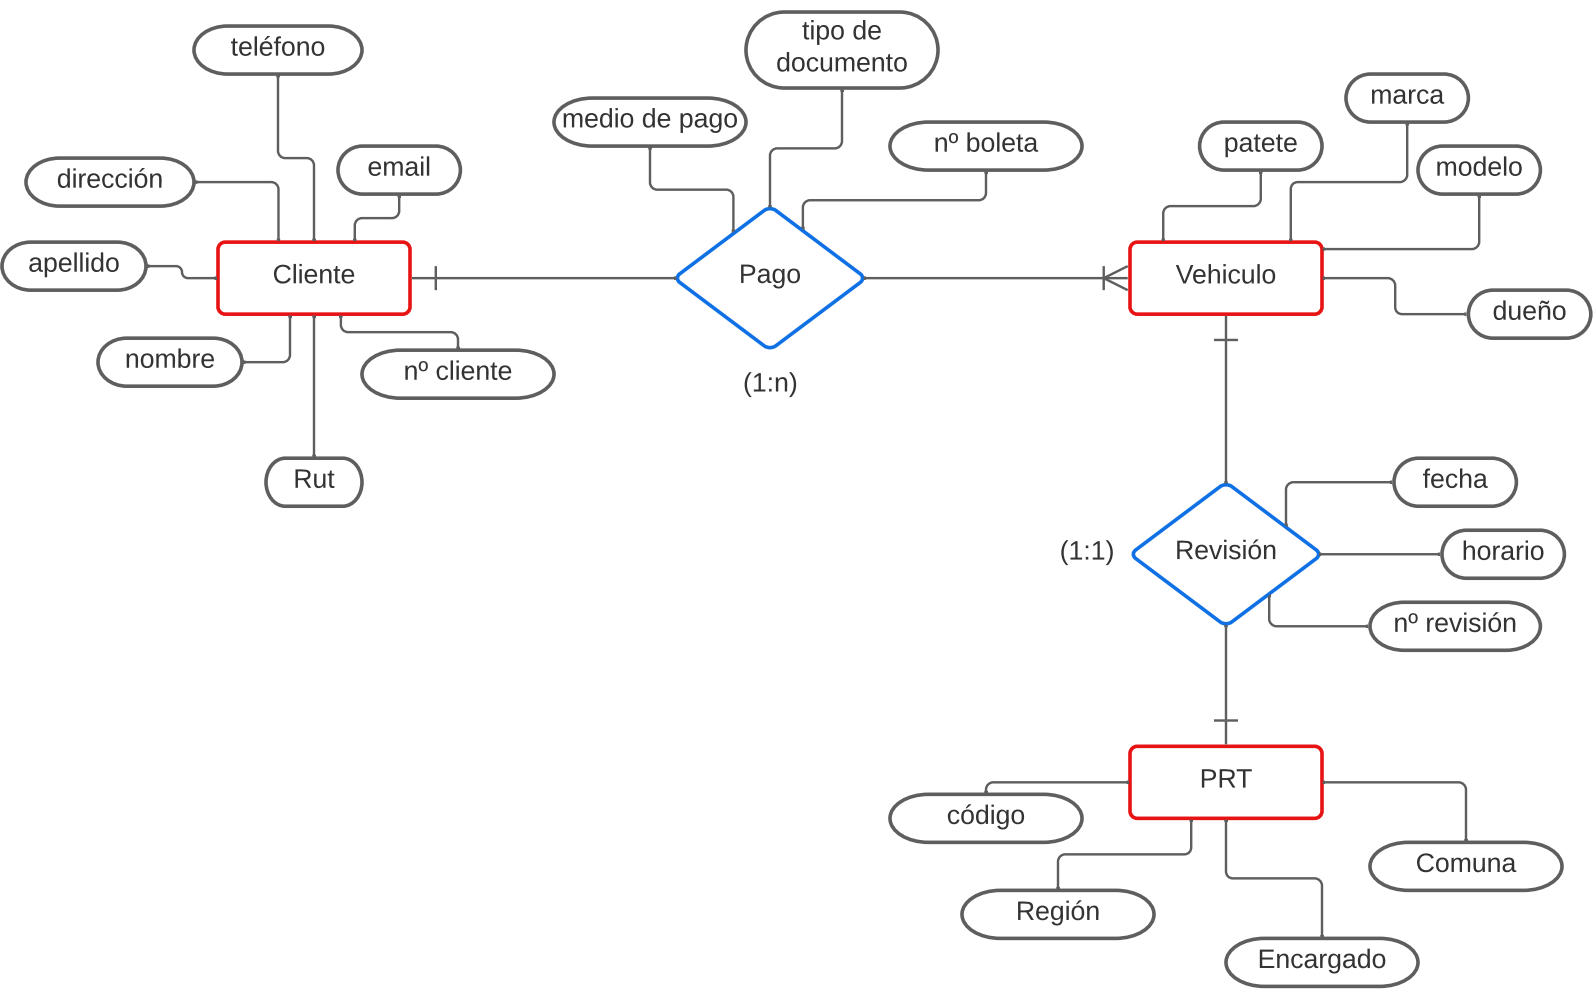 teléfono
tipo de
documento
marca
medio de pago
nº boleta
patete
modelo
email
dirección
apellido
Cliente
Pago
Vehiculo
dueño
nombre
nº cliente
(1:n)
Rut
fecha
(1:1)
Revisión
horario
nº revisión
PRT
código
Comuna
Región
Encargado